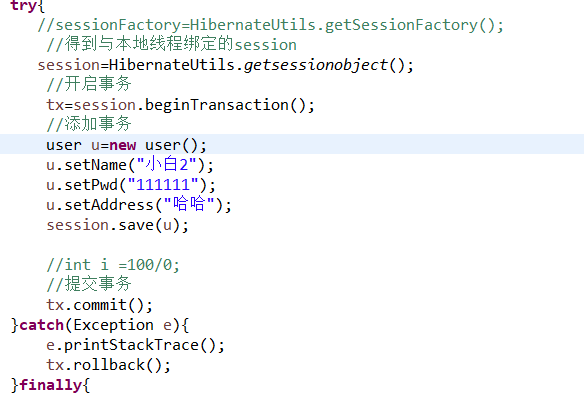 try{
//sessionFactory=HibernateUtils.getSessionFactory();
//得到与本地线程绑定的session
session=HibernateUtils.getsessionobject();
//开启事务
tx=session.beginTransaction();
//添加事务
user u=new user();
u.setName("小白2");
u.setPwd("111111");
u.setAddress("哈哈");
session.save(u);
//int i =100/0;
//提交事务
tx.commit();
}catch(Exception e){
e.printStackTrace();
tx.rollback();
}finally{